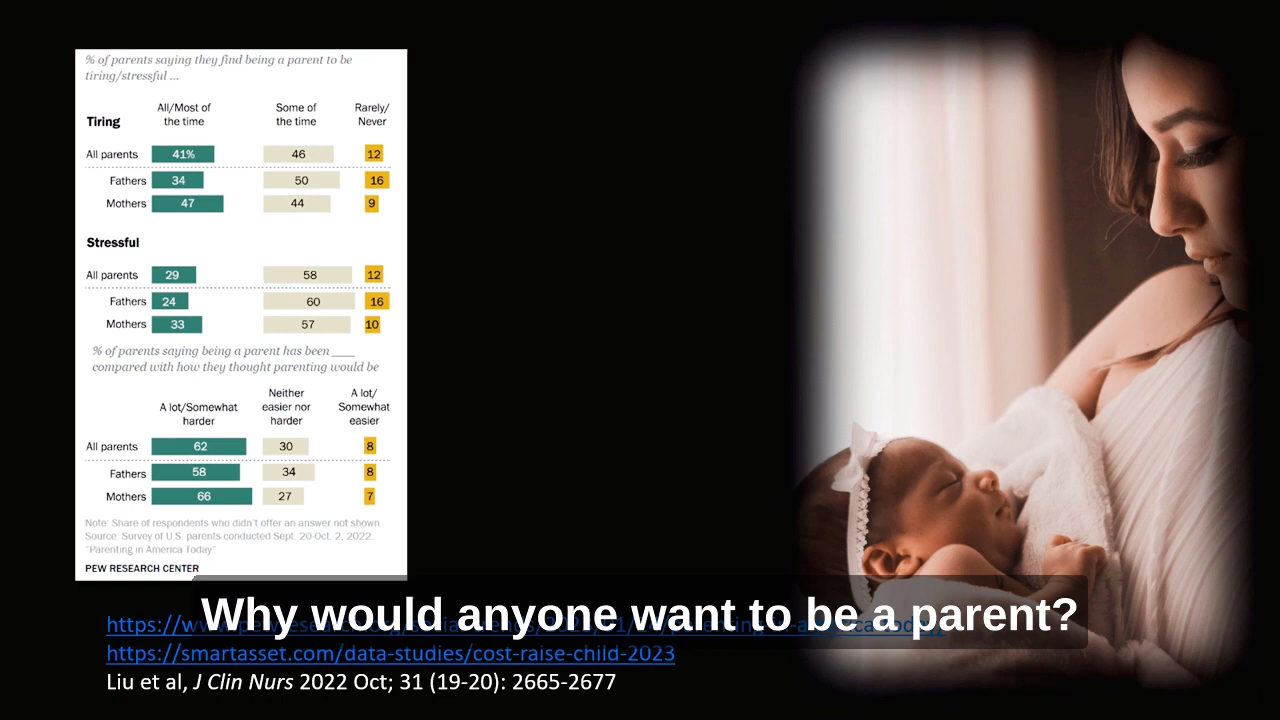 % of parents saying they find being a parent to be
tiring/stressful ...
Tiring
All/Most of the time
Some of the time
Rarely/ Never
All parents 41% 46 12
Fathers 34 50 16
Mothers 47 44 9
Stressful
All parents 29 58 12
Fathers 24 60 16
Mothers 33 57 10
% of parents saying being a parent has been ___
compared with how they thought parenting would be
A lot/Somewhat harder
Neither easier nor harder
A lot/ Somewhat easier
All parents 62 30 8
Fathers 58 34 8
Mothers 66 27 7
Note: Share of respondents who didn't offer an answer not shown.
Source: Survey of U.S. parents conducted Sept. 20-Oct. 2, 2022.
"Parenting in America Today"
PEW RESEARCH CENTER
Why would anyone want to be a parent?
https://
https://smartasset.com/data-studies/cost-raise-child-2023
Liu et al, J Clin Nurs 2022 Oct; 31 (19-20): 2665-2677